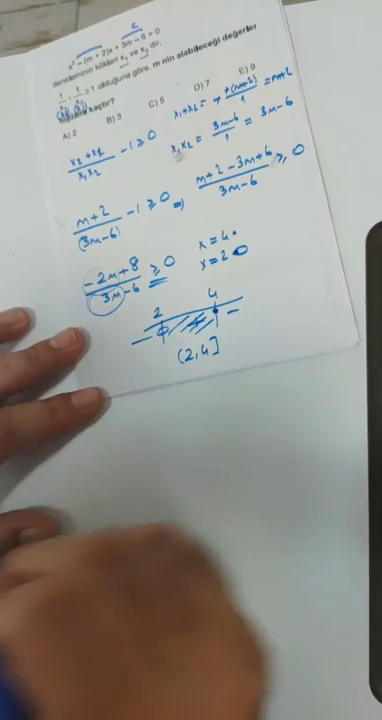 c
x² − (m + 2)x + 3m − 6 = 0
denkleminin kökleri x₁ ve x₂ dir.
1/x₁ + 1/x₂ ≥ 1 olduğuna göre, m nin alabileceği değerler
toplamı kaçtır?
A) 2 B) 3 C) 5 D) 7 E) 9
x₁+x₂ = (m+2)/1 = m+2
x₁x₂ = (3m−6)/1 = 3m−6
(x₂+x₁)/(x₁x₂) −1 ≥ 0
(m+2)/(3m−6) −1 ≥ 0 ⇒ (m+2−3m+6)/(3m−6) ≥ 0
(−2m+8)/(3m−6) ≥ 0
x = 4
x = 2
2 4
− −
(2,4]